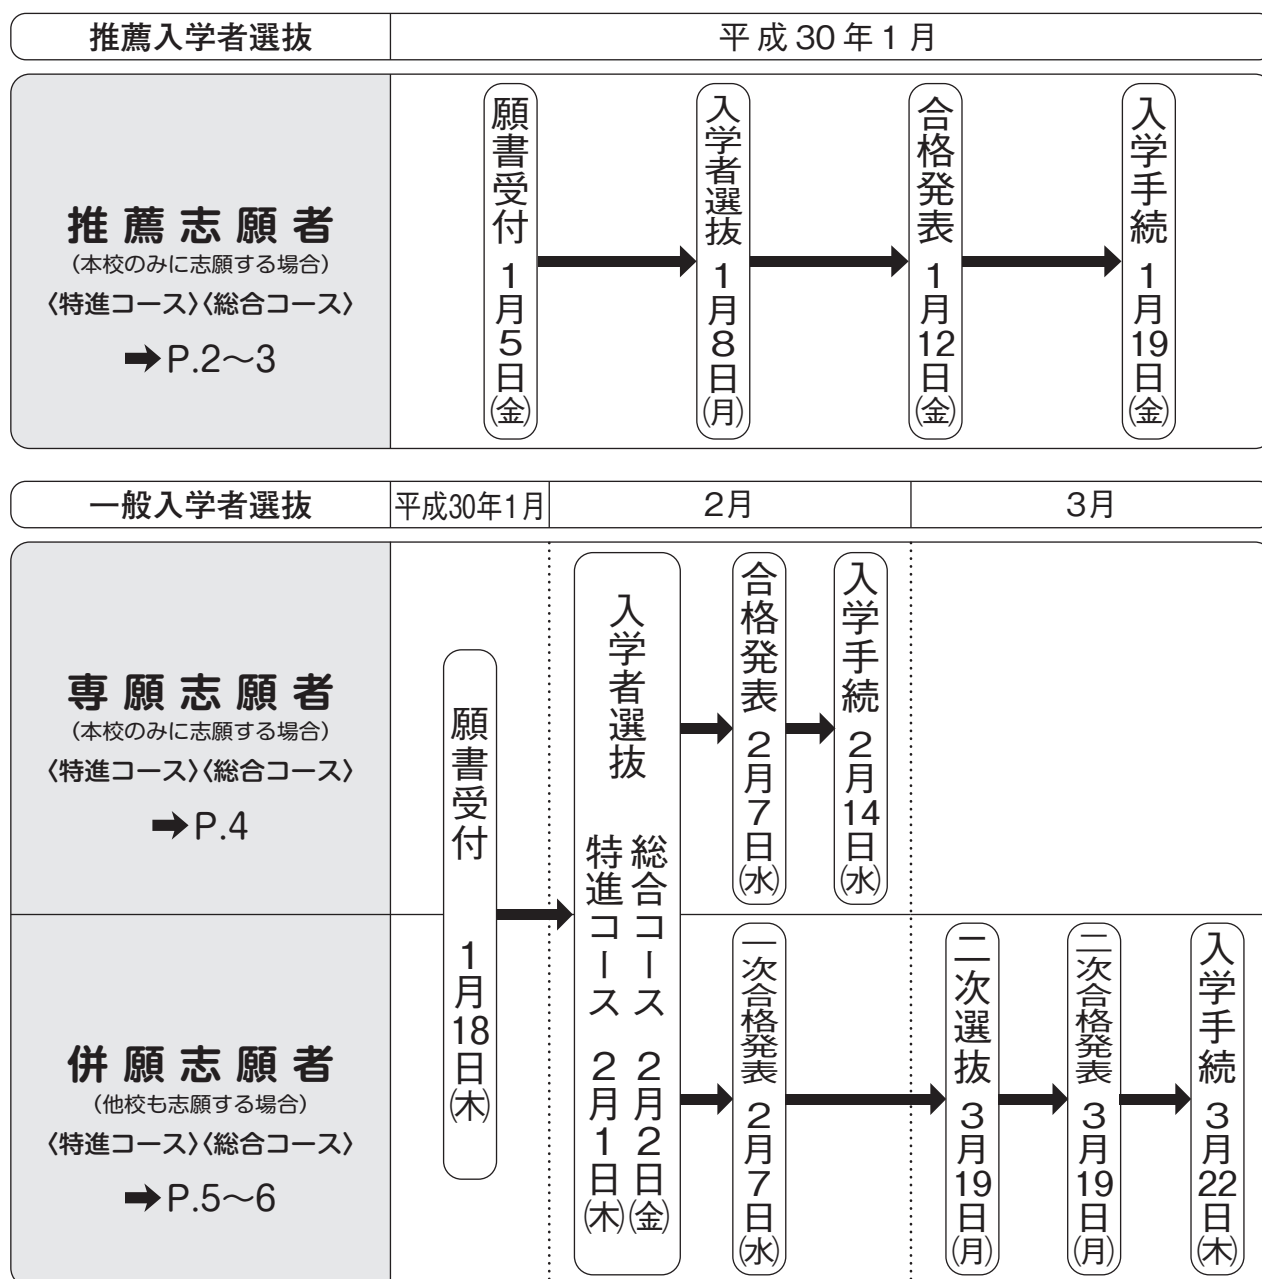 推薦入学者選抜
平成30年1月
推薦志願者
（本校のみに志願する場合）
〈特進コース〉〈総合コース〉
➡P.2～3
願書受付 1月5日(金)
入学者選抜 1月8日(月)
合格発表 1月12日(金)
入学手続 1月19日(金)
一般入学者選抜
平成30年1月
2月
3月
専願志願者
（本校のみに志願する場合）
〈特進コース〉〈総合コース〉
➡P.4
願書受付 1月18日(木)
入学者選抜
総合コース 2月2日(金)
特進コース 2月1日(木)
合格発表 2月7日(水)
入学手続 2月14日(水)
併願志願者
（他校も志願する場合）
〈特進コース〉〈総合コース〉
➡P.5～6
一次合格発表 2月7日(水)
二次選抜 3月19日(月)
二次合格発表 3月19日(月)
入学手続 3月22日(木)